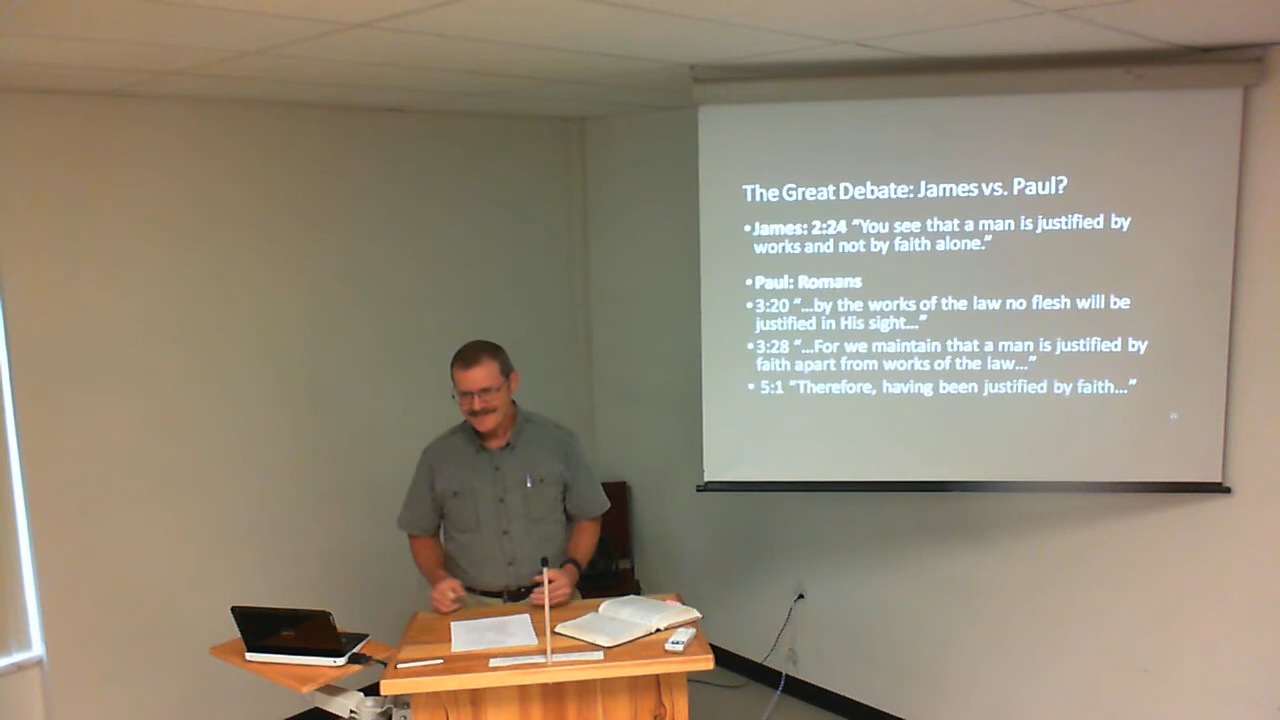 The Great Debate: James vs. Paul?
• James: 2:24 "You see that a man is justified by
works and not by faith alone."
• Paul: Romans
• 3:20 "...by the works of the law no flesh will be
justified in His sight..."
• 3:28 "...For we maintain that a man is justified by
faith apart from works of the law..."
• 5:1 "Therefore, having been justified by faith..."